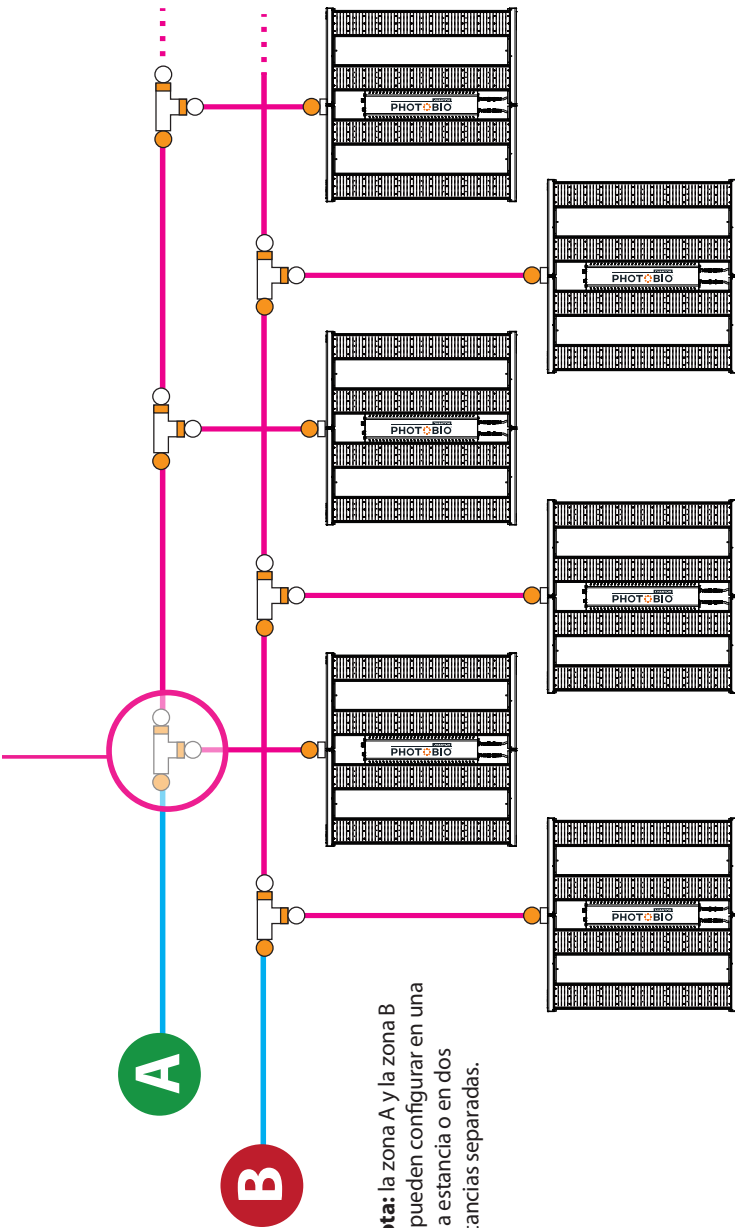 A
B
ota: la zona A y la zona B
pueden configurar en una
a estancia o en dos
tancias separadas.
PHOTOBIO
PHOTOBIO
PHOTOBIO
PHOTOBIO
PHOTOBIO
PHOTOBIO